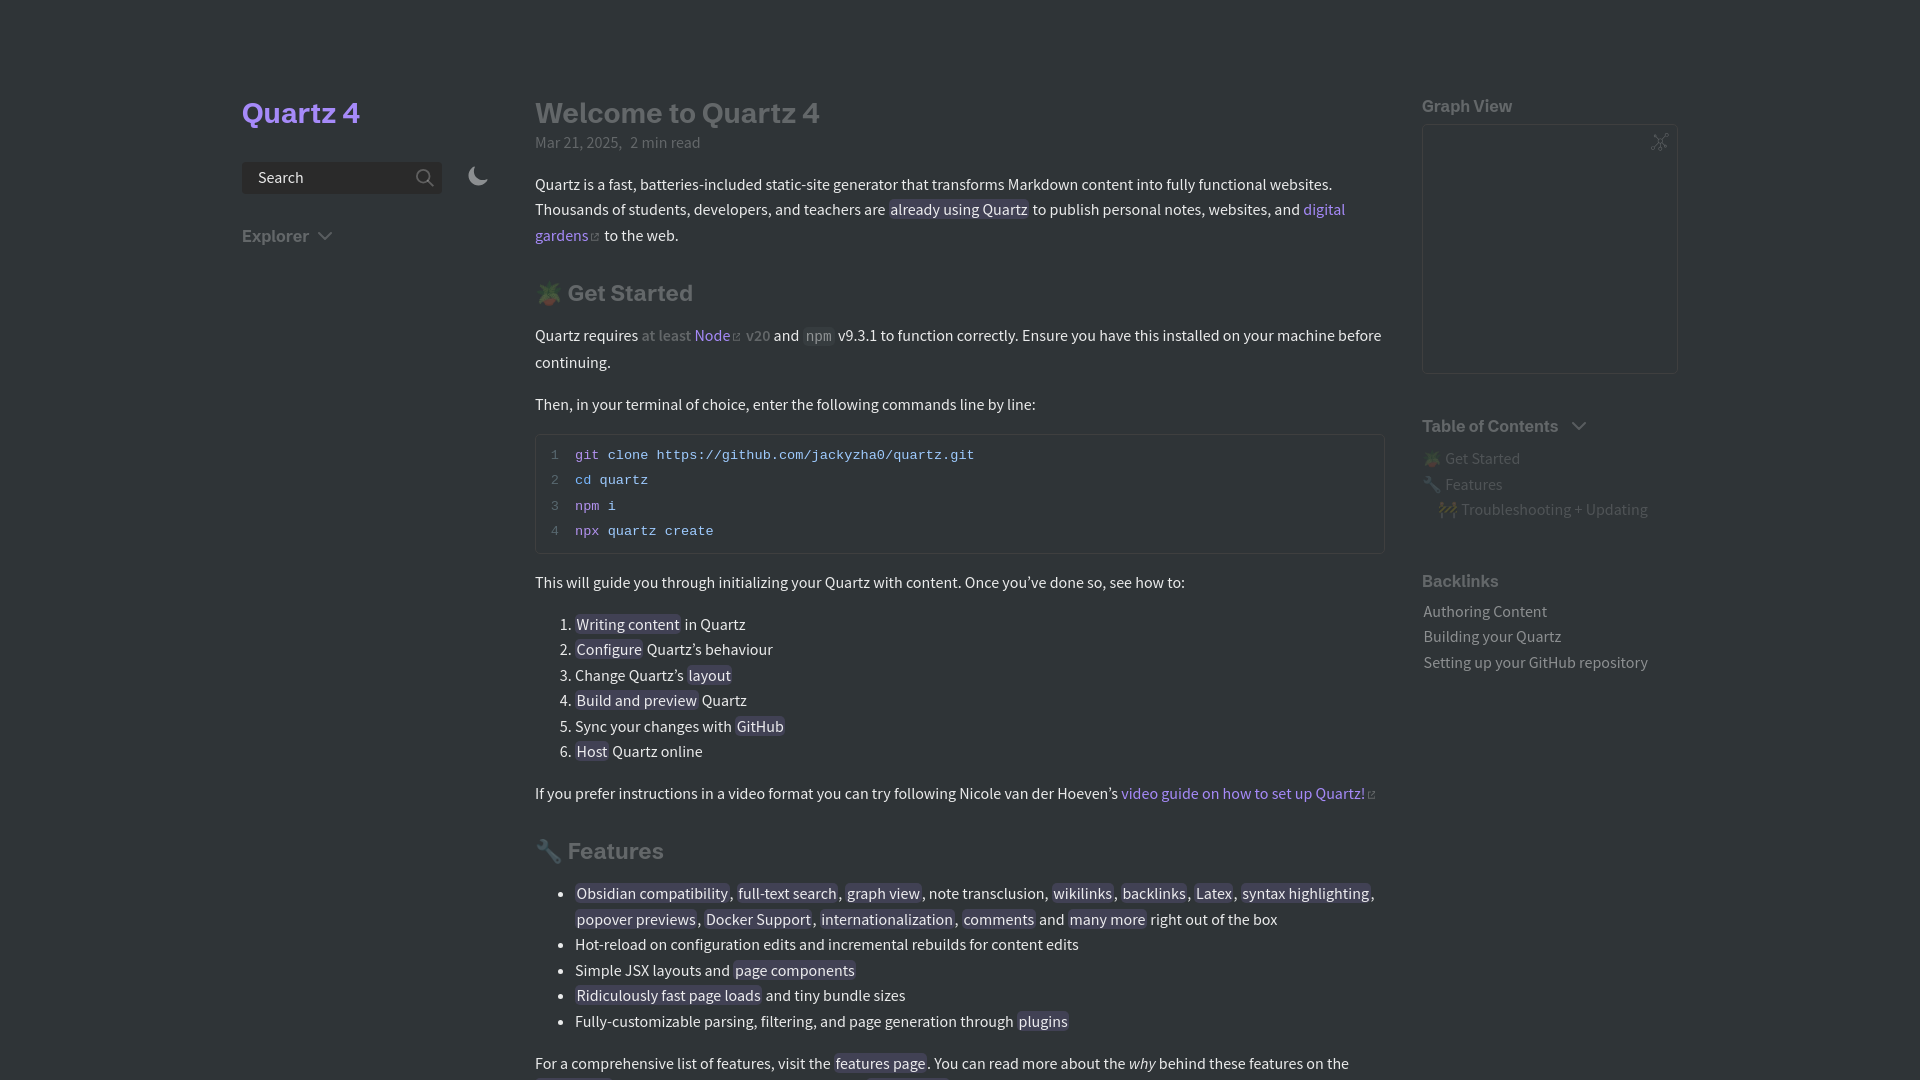 Quartz 4
Search
Explorer
Welcome to Quartz 4
Mar 21, 2025, 2 min read
Quartz is a fast, batteries-included static-site generator that transforms Markdown content into fully functional websites.
Thousands of students, developers, and teachers are already using Quartz to publish personal notes, websites, and digital
gardens to the web.
🪴 Get Started
Quartz requires at least Node v20 and npm v9.3.1 to function correctly. Ensure you have this installed on your machine before
continuing.
Then, in your terminal of choice, enter the following commands line by line:
1 git clone https://github.com/jackyzha0/quartz.git
2 cd quartz
3 npm i
4 npx quartz create
This will guide you through initializing your Quartz with content. Once you’ve done so, see how to:
1. Writing content in Quartz
2. Configure Quartz’s behaviour
3. Change Quartz’s layout
4. Build and preview Quartz
5. Sync your changes with GitHub
6. Host Quartz online
If you prefer instructions in a video format you can try following Nicole van der Hoeven’s video guide on how to set up Quartz!
🔧 Features
• Obsidian compatibility, full-text search, graph view, note transclusion, wikilinks, backlinks, Latex, syntax highlighting,
popover previews, Docker Support, internationalization, comments and many more right out of the box
• Hot-reload on configuration edits and incremental rebuilds for content edits
• Simple JSX layouts and page components
• Ridiculously fast page loads and tiny bundle sizes
• Fully-customizable parsing, filtering, and page generation through plugins
For a comprehensive list of features, visit the features page. You can read more about the why behind these features on the
Graph View
Table of Contents
🪴 Get Started
🔧 Features
🚧 Troubleshooting + Updating
Backlinks
Authoring Content
Building your Quartz
Setting up your GitHub repository